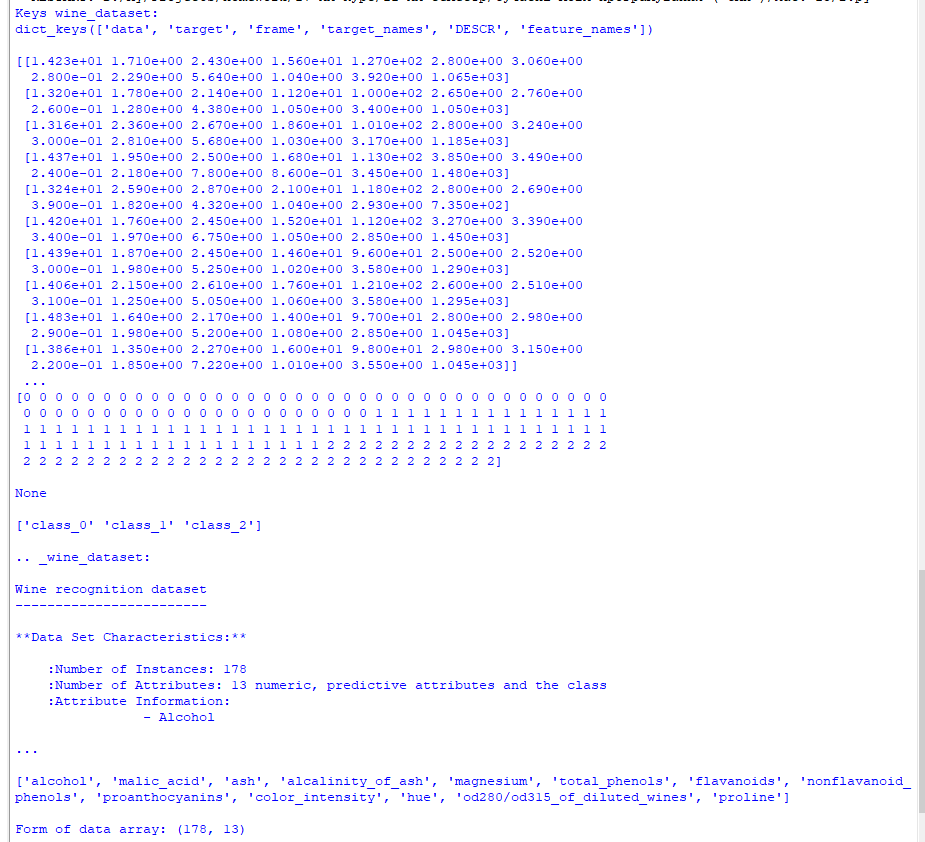 Keys wine_dataset:
dict_keys(['data', 'target', 'frame', 'target_names', 'DESCR', 'feature_names'])
[[1.423e+01 1.710e+00 2.430e+00 1.560e+01 1.270e+02 2.800e+00 3.060e+00
2.800e-01 2.290e+00 5.640e+00 1.040e+00 3.920e+00 1.065e+03]
[1.320e+01 1.780e+00 2.140e+00 1.120e+01 1.000e+02 2.650e+00 2.760e+00
2.600e-01 1.280e+00 4.380e+00 1.050e+00 3.400e+00 1.050e+03]
[1.316e+01 2.360e+00 2.670e+00 1.860e+01 1.010e+02 2.800e+00 3.240e+00
3.000e-01 2.810e+00 5.680e+00 1.030e+00 3.170e+00 1.185e+03]
[1.437e+01 1.950e+00 2.500e+00 1.680e+01 1.130e+02 3.850e+00 3.490e+00
2.400e-01 2.180e+00 7.800e+00 8.600e-01 3.450e+00 1.480e+03]
[1.324e+01 2.590e+00 2.870e+00 2.100e+01 1.180e+02 2.800e+00 2.690e+00
3.900e-01 1.820e+00 4.320e+00 1.040e+00 2.930e+00 7.350e+02]
[1.420e+01 1.760e+00 2.450e+00 1.520e+01 1.120e+02 3.270e+00 3.390e+00
3.400e-01 1.970e+00 6.750e+00 1.050e+00 2.850e+00 1.450e+03]
[1.439e+01 1.870e+00 2.450e+00 1.460e+01 9.600e+01 2.500e+00 2.520e+00
3.000e-01 1.980e+00 5.250e+00 1.020e+00 3.580e+00 1.290e+03]
[1.406e+01 2.150e+00 2.610e+00 1.760e+01 1.210e+02 2.600e+00 2.510e+00
3.100e-01 1.250e+00 5.050e+00 1.060e+00 3.580e+00 1.295e+03]
[1.483e+01 1.640e+00 2.170e+00 1.400e+01 9.700e+01 2.800e+00 2.980e+00
2.900e-01 1.980e+00 5.200e+00 1.080e+00 2.850e+00 1.045e+03]
[1.386e+01 1.350e+00 2.270e+00 1.600e+01 9.800e+01 2.980e+00 3.150e+00
2.200e-01 1.850e+00 7.220e+00 1.010e+00 3.550e+00 1.045e+03]]
...
[0 0 0 0 0 0 0 0 0 0 0 0 0 0 0 0 0 0 0 0 0 0 0 0 0 0 0 0 0 0 0 0 0 0 0 0 0
0 0 0 0 0 0 0 0 0 0 0 0 0 0 0 0 0 0 0 0 0 0 1 1 1 1 1 1 1 1 1 1 1 1 1 1 1
1 1 1 1 1 1 1 1 1 1 1 1 1 1 1 1 1 1 1 1 1 1 1 1 1 1 1 1 1 1 1 1 1 1 1 1 1
1 1 1 1 1 1 1 1 1 1 1 1 1 1 1 1 1 1 1 2 2 2 2 2 2 2 2 2 2 2 2 2 2 2 2 2 2
2 2 2 2 2 2 2 2 2 2 2 2 2 2 2 2 2 2 2 2 2 2 2 2 2 2 2 2 2 2]
None
['class_0' 'class_1' 'class_2']
.. _wine_dataset:
Wine recognition dataset
------------------------
**Data Set Characteristics:**
:Number of Instances: 178
:Number of Attributes: 13 numeric, predictive attributes and the class
:Attribute Information:
- Alcohol
...
['alcohol', 'malic_acid', 'ash', 'alcalinity_of_ash', 'magnesium', 'total_phenols', 'flavanoids', 'nonflavanoid_
phenols', 'proanthocyanins', 'color_intensity', 'hue', 'od280/od315_of_diluted_wines', 'proline']
Form of data array: (178, 13)